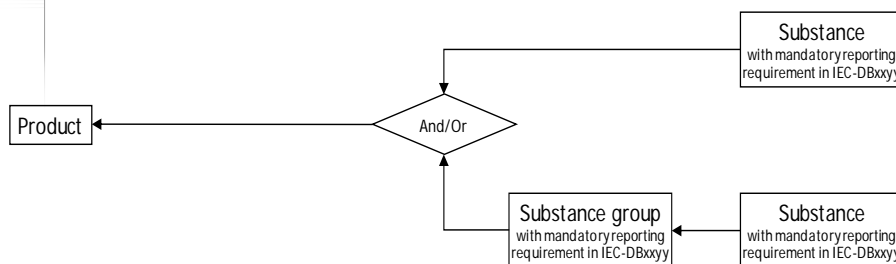 Substance
with mandatory reporting
requirement in IEC-DBxxyy
And/Or
Product
Substance group
with mandatory reporting
requirement in IEC-DBxxyy
Substance
with mandatory reporting
requirement in IEC-DBxxyy